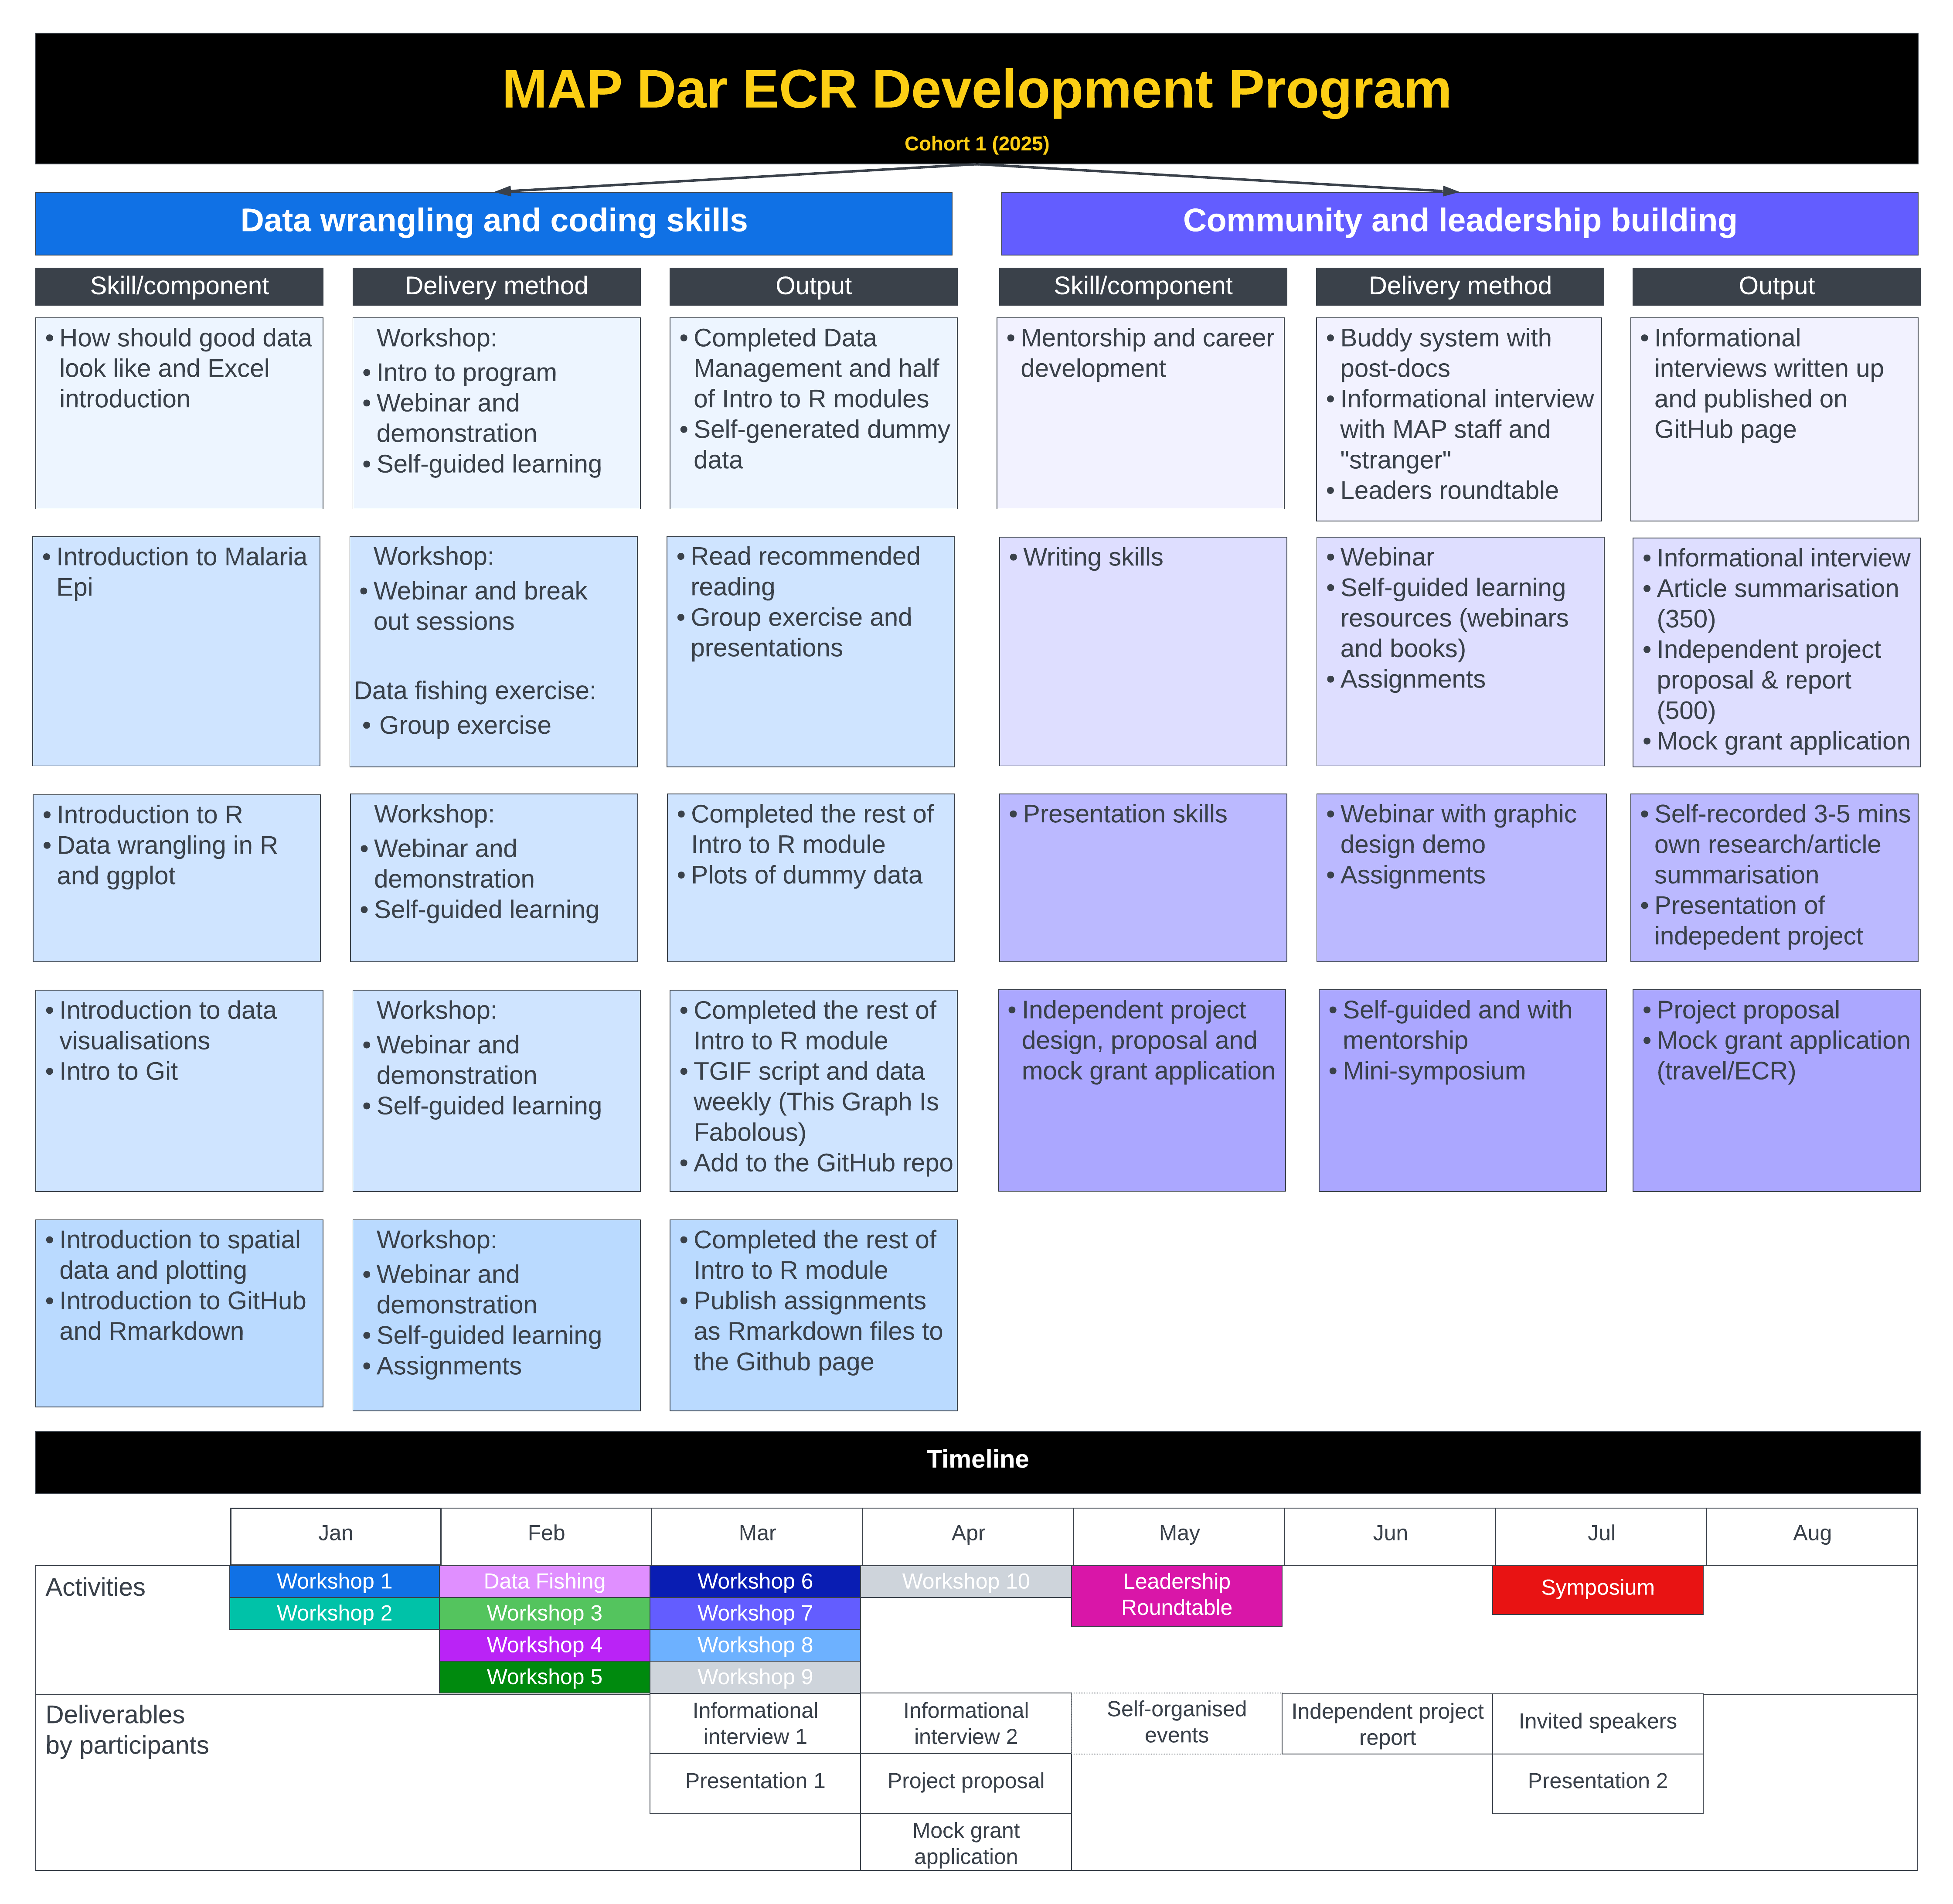 MAP Dar ECR Development Program
Cohort 1 (2025)
Data wrangling and coding skills
Community and leadership building
Skill/component
Delivery method
Output
Skill/component
Delivery method
Output
• How should good data
look like and Excel
introduction
Workshop:
• Intro to program
• Webinar and
demonstration
• Self-guided learning
• Completed Data
Management and half
of Intro to R modules
• Self-generated dummy
data
• Mentorship and career
development
• Buddy system with
post-docs
• Informational interview
with MAP staff and
"stranger"
• Leaders roundtable
• Informational
interviews written up
and published on
GitHub page
• Introduction to Malaria
Epi
Workshop:
• Webinar and break
out sessions
Data fishing exercise:
• Group exercise
• Read recommended
reading
• Group exercise and
presentations
• Writing skills
• Webinar
• Self-guided learning
resources (webinars
and books)
• Assignments
• Informational interview
• Article summarisation
(350)
• Independent project
proposal & report
(500)
• Mock grant application
• Introduction to R
• Data wrangling in R
and ggplot
Workshop:
• Webinar and
demonstration
• Self-guided learning
• Completed the rest of
Intro to R module
• Plots of dummy data
• Presentation skills
• Webinar with graphic
design demo
• Assignments
• Self-recorded 3-5 mins
own research/article
summarisation
• Presentation of
indepedent project
• Introduction to data
visualisations
• Intro to Git
Workshop:
• Webinar and
demonstration
• Self-guided learning
• Completed the rest of
Intro to R module
• TGIF script and data
weekly (This Graph Is
Fabolous)
• Add to the GitHub repo
• Independent project
design, proposal and
mock grant application
• Self-guided and with
mentorship
• Mini-symposium
• Project proposal
• Mock grant application
(travel/ECR)
• Introduction to spatial
data and plotting
• Introduction to GitHub
and Rmarkdown
Workshop:
• Webinar and
demonstration
• Self-guided learning
• Assignments
• Completed the rest of
Intro to R module
• Publish assignments
as Rmarkdown files to
the Github page
Timeline
Jan
Feb
Mar
Apr
May
Jun
Jul
Aug
Activities
Workshop 1
Workshop 2
Data Fishing
Workshop 3
Workshop 4
Workshop 5
Workshop 6
Workshop 7
Workshop 8
Workshop 9
Workshop 10
Leadership
Roundtable
Symposium
Deliverables
by participants
Informational
interview 1
Presentation 1
Informational
interview 2
Project proposal
Mock grant
application
Self-organised
events
Independent project
report
Invited speakers
Presentation 2